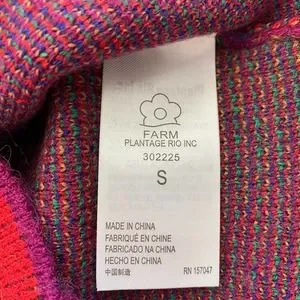 FARM
PLANTAGE RIO INC
302225
S
MADE IN CHINA
FABRIQUÉ EN CHINE
FABRICADO NA CHINA
HECHO EN CHINA
中国制造 RN 157047